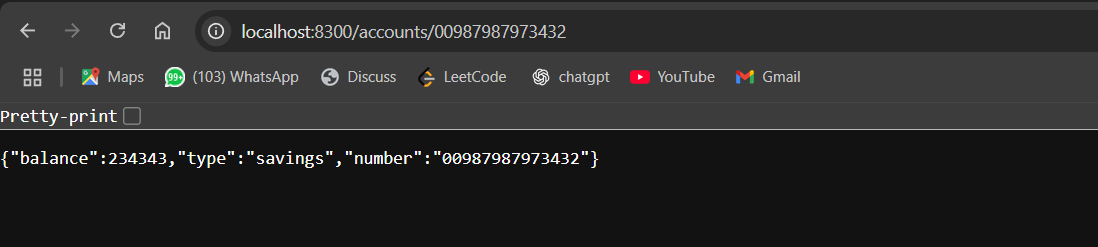 localhost:8300/accounts/00987987973432
Maps 99+ (103) WhatsApp Discuss LeetCode chatgpt YouTube Gmail
Pretty-print
{"balance":234343,"type":"savings","number":"00987987973432"}